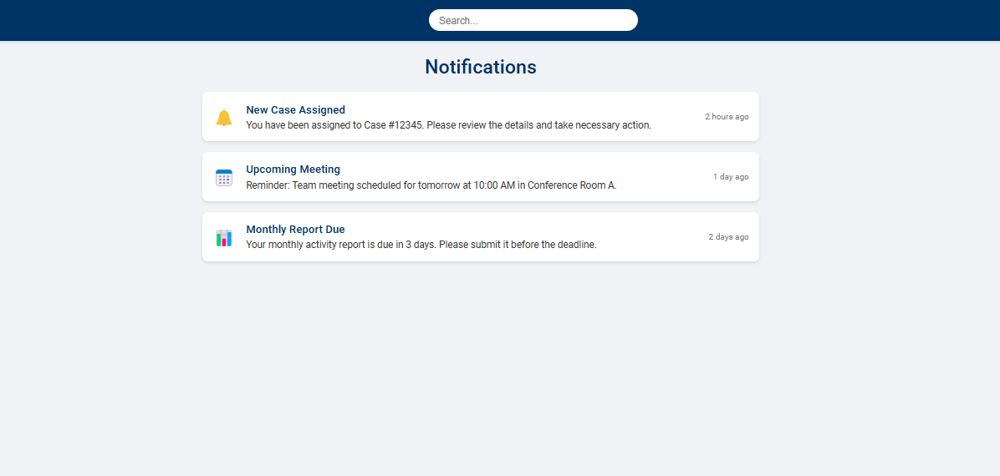 Search...
Notifications
New Case Assigned
You have been assigned to Case #12345. Please review the details and take necessary action.
2 hours ago
Upcoming Meeting
Reminder: Team meeting scheduled for tomorrow at 10:00 AM in Conference Room A.
1 day ago
Monthly Report Due
Your monthly activity report is due in 3 days. Please submit it before the deadline.
2 days ago